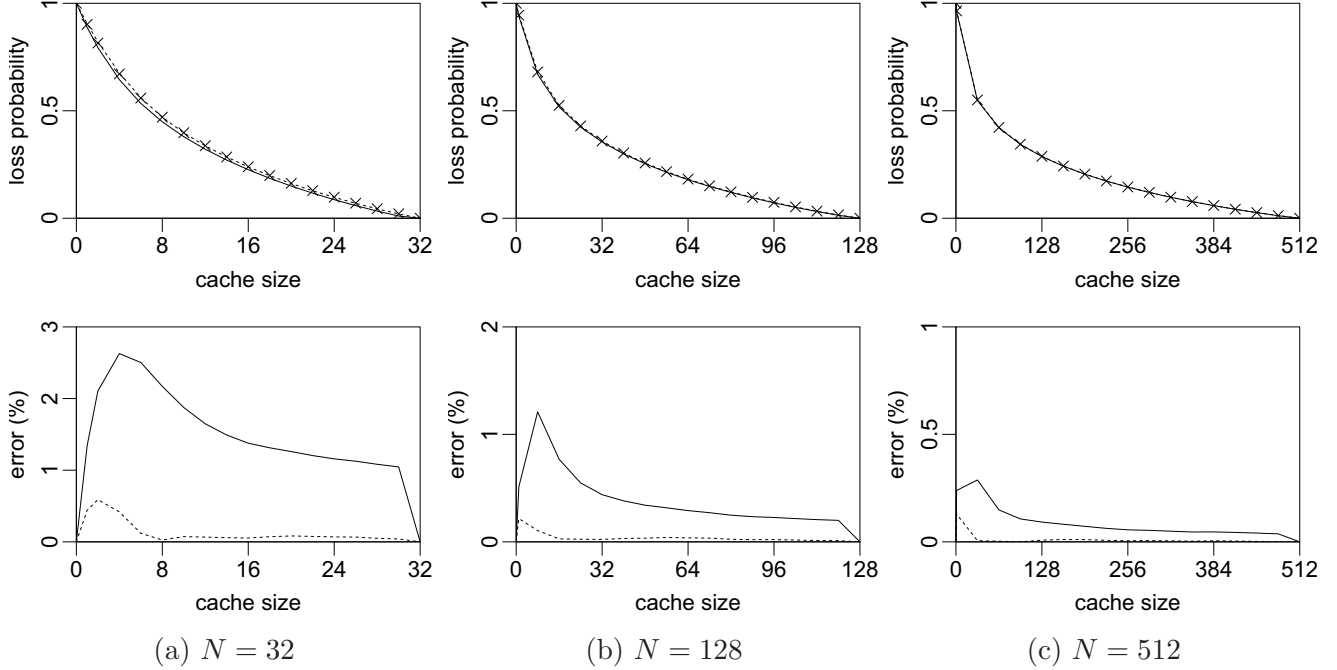 1
0.5
0
loss probability
0 8 16 24 32
cache size
1
0.5
0
loss probability
0 32 64 96 128
cache size
1
0.5
0
loss probability
0 128 256 384 512
cache size
3
2
1
0
error (%)
0 8 16 24 32
cache size
2
1
0
error (%)
0 32 64 96 128
cache size
1
0.5
0
error (%)
0 128 256 384 512
cache size
(a) N = 32
(b) N = 128
(c) N = 512